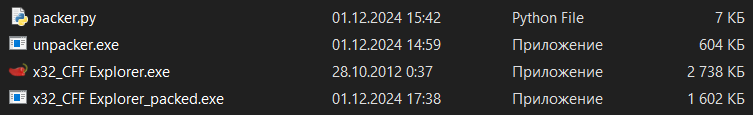 packer.py 01.12.2024 15:42 Python File 7 КБ
unpacker.exe 01.12.2024 14:59 Приложение 604 КБ
x32_CFF Explorer.exe 28.10.2012 0:37 Приложение 2 738 КБ
x32_CFF Explorer_packed.exe 01.12.2024 17:38 Приложение 1 602 КБ